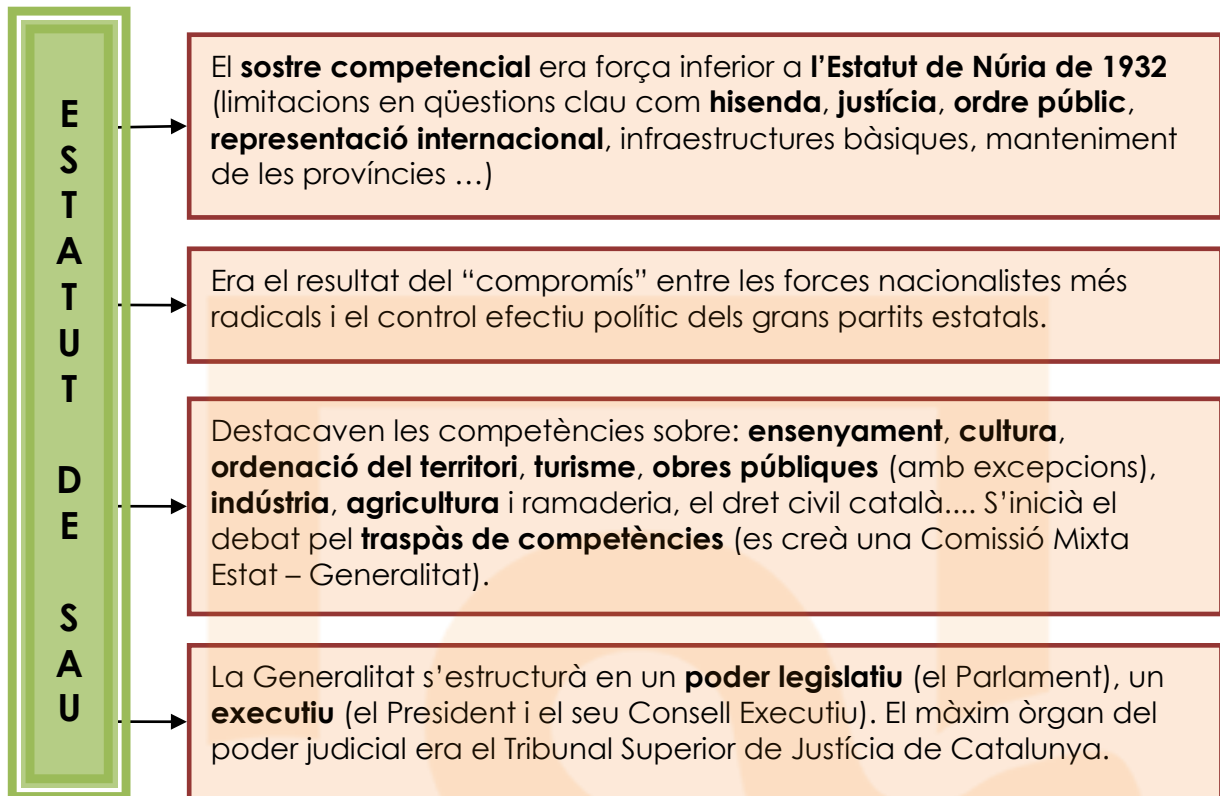 ESTATUT DE SAU
El sostre competencial era força inferior a l’Estatut de Núria de 1932
(limitacions en qüestions clau com hisenda, justícia, ordre públic,
representació internacional, infraestructures bàsiques, manteniment
de les províncies …)
Era el resultat del “compromís” entre les forces nacionalistes més
radicals i el control efectiu polític dels grans partits estatals.
Destacaven les competències sobre: ensenyament, cultura,
ordenació del territori, turisme, obres públiques (amb excepcions),
indústria, agricultura i ramaderia, el dret civil català.... S’inicià el
debat pel traspàs de competències (es creà una Comissió Mixta
Estat – Generalitat).
La Generalitat s’estructurà en un poder legislatiu (el Parlament), un
executiu (el President i el seu Consell Executiu). El màxim òrgan del
poder judicial era el Tribunal Superior de Justícia de Catalunya.